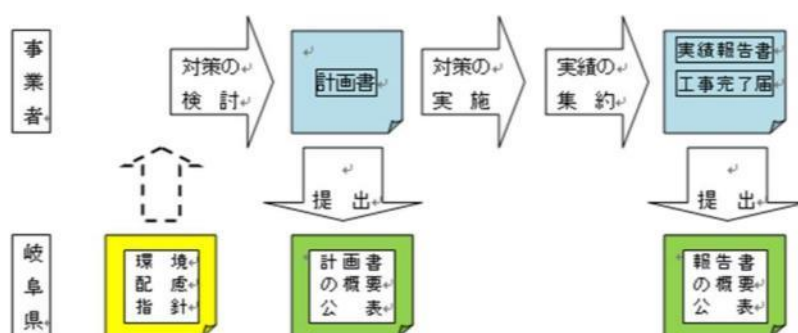 事業者
対策の
検 討
計画書
対策の
実 施
実績の
集 約
実績報告書
工事完了届
提 出
提 出
岐阜県
環 境
配 慮
指 針
計画書
の概要
公 表
報告書
の概要
公 表